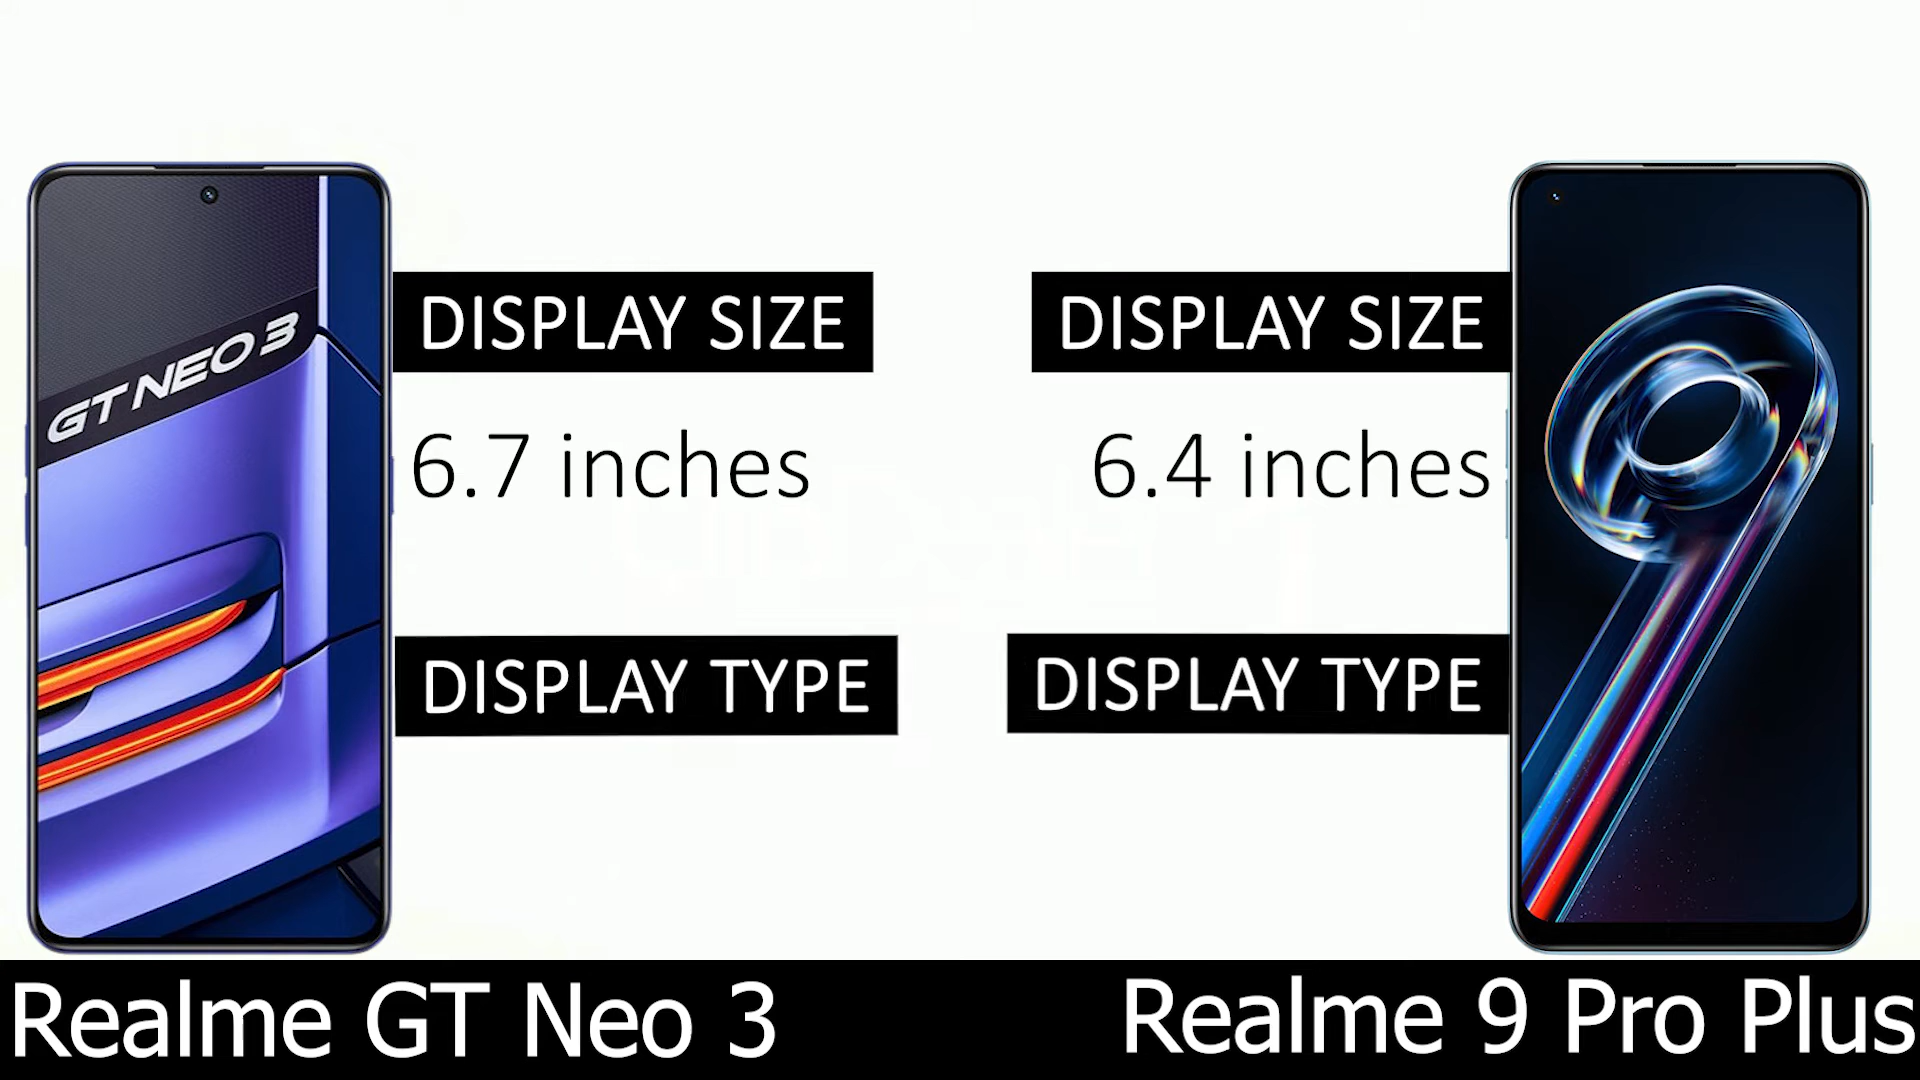 GT NEO 3
DISPLAY SIZE
6.7 inches
DISPLAY TYPE
DISPLAY SIZE
6.4 inches
DISPLAY TYPE
Realme GT Neo 3
Realme 9 Pro Plus